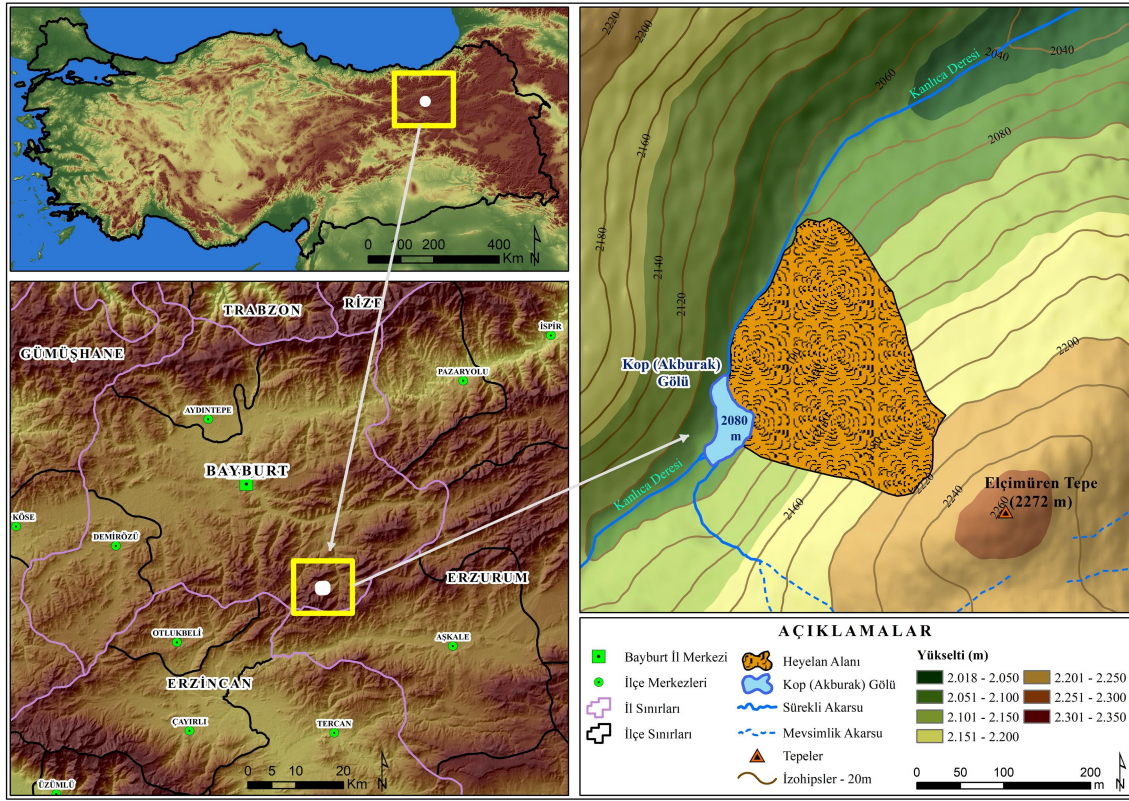 0 100 200 400
Km
N
TRABZON
RİZE
GÜMÜŞHANE
İSPİR
PAZARYOLU
AYDINTEPE
BAYBURT
KÖSE
DEMİRÖZÜ
ERZURUM
OTLUKBELİ
AŞKALE
ERZİNCAN
ÇAYIRLI
TERCAN
ÜZÜMLÜ
0 5 10 20
Km
N
2220
2200
2040
2040
2060
Kanlıca Deresi
2080
2160
2180
2140
2120
2200
Kop (Akburak)
Gölü
2080
m
Kanlıca Deresi
2160
2220
2240
2260
Elçimüren Tepe
(2272 m)
AÇIKLAMALAR
Bayburt İl Merkezi
İlçe Merkezleri
İl Sınırları
İlçe Sınırları
Heyelan Alanı
Kop (Akburak) Gölü
Sürekli Akarsu
Mevsimlik Akarsu
Tepeler
İzohipsler - 20m
Yükselti (m)
2.018 - 2.050
2.051 - 2.100
2.101 - 2.150
2.151 - 2.200
2.201 - 2.250
2.251 - 2.300
2.301 - 2.350
0 50 100 200
m
N